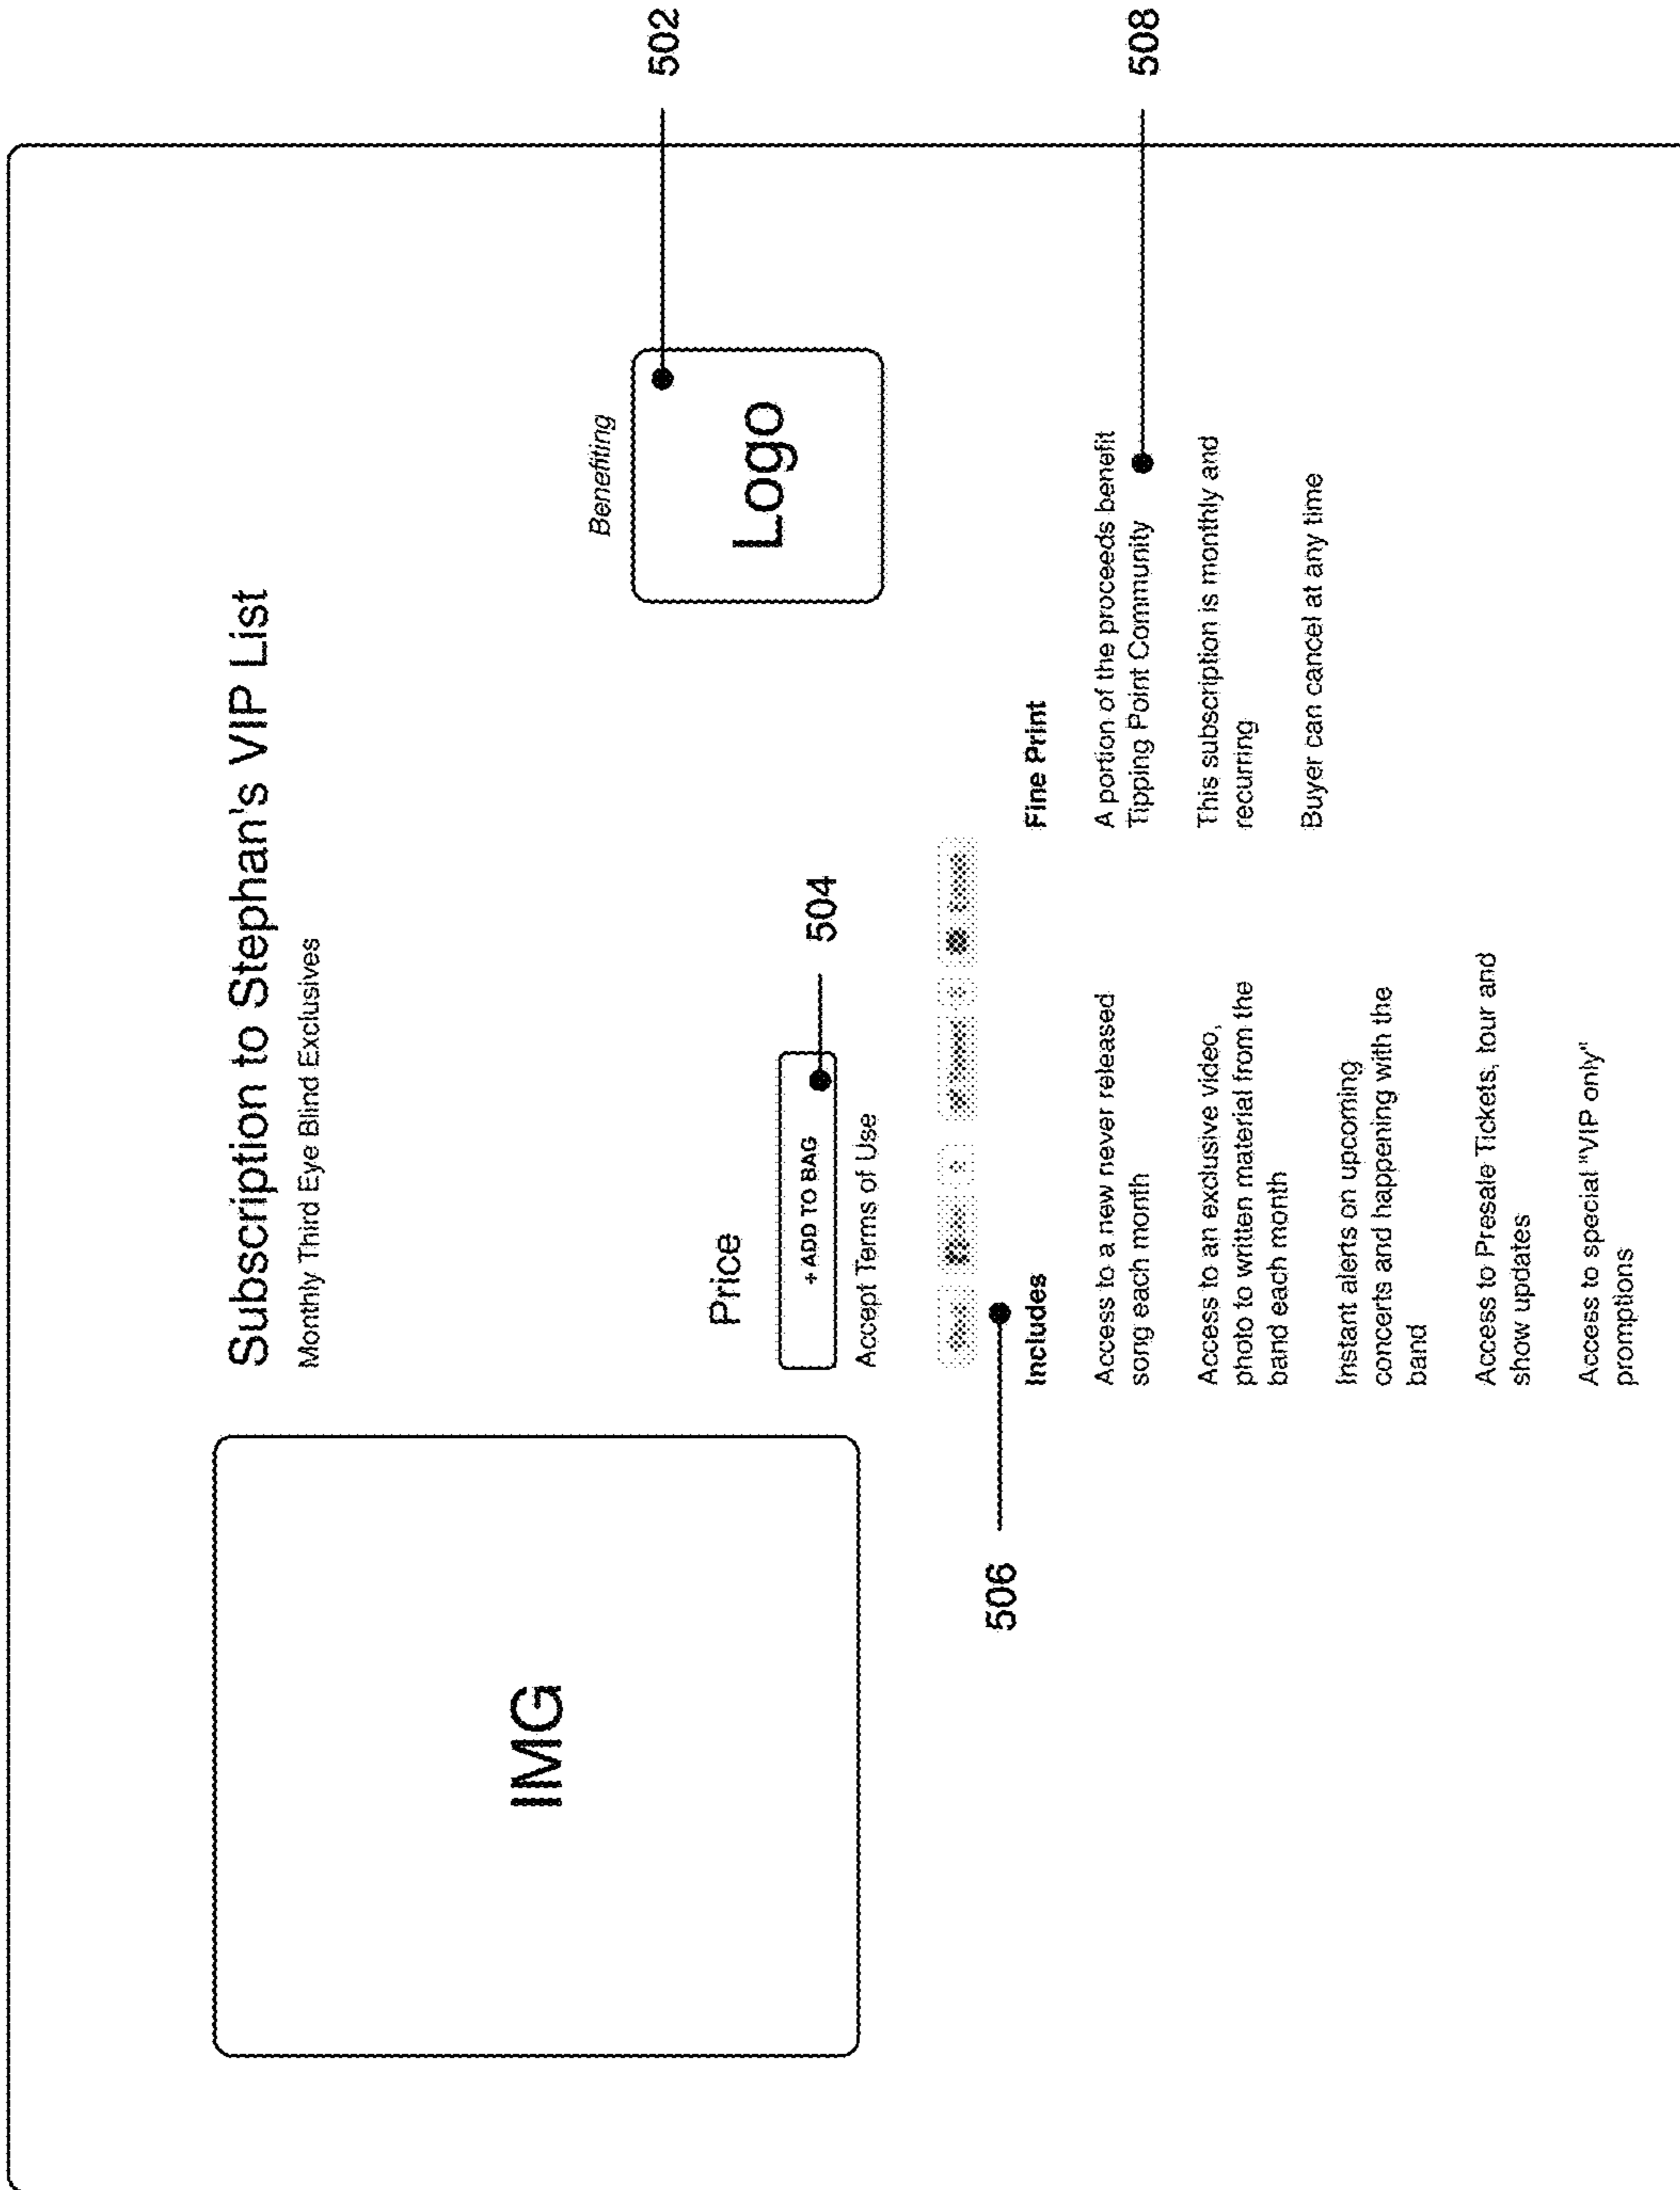 Subscription to Stephan's VIP List
Monthly Third Eye Blind Exclusives
IMG
Price
+ ADD TO BAG
504
Accept Terms of Use
Benefiting
Logo
502
506
Includes
Access to a new never released
song each month
Access to an exclusive video,
photo to written material from the
band each month
Instant alerts on upcoming
concerts and happening with the
band
Access to Presale Tickets, tour and
show updates
Access to special "VIP only"
promptions
Fine Print
A portion of the proceeds benefit
Tipping Point Community
This subscription is monthly and
recurring
Buyer can cancel at any time
508